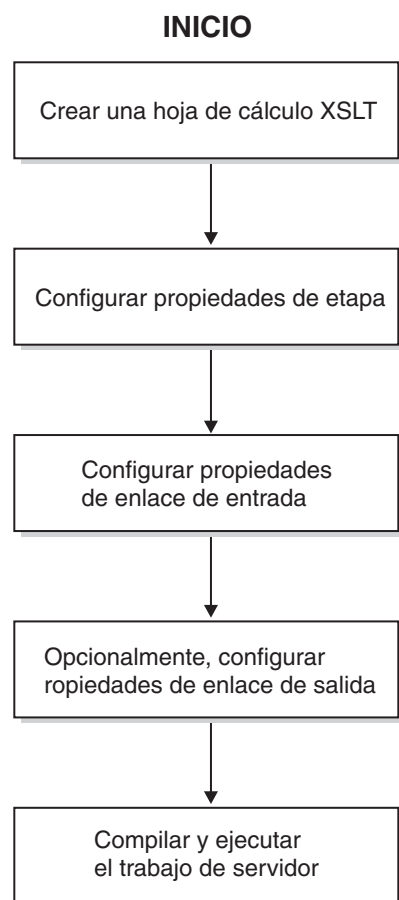 INICIO
Crear una hoja de cálculo XSLT
Configurar propiedades de etapa
Configurar propiedades
de enlace de entrada
Opcionalmente, configurar
ropiedades de enlace de salida
Compilar y ejecutar
el trabajo de servidor